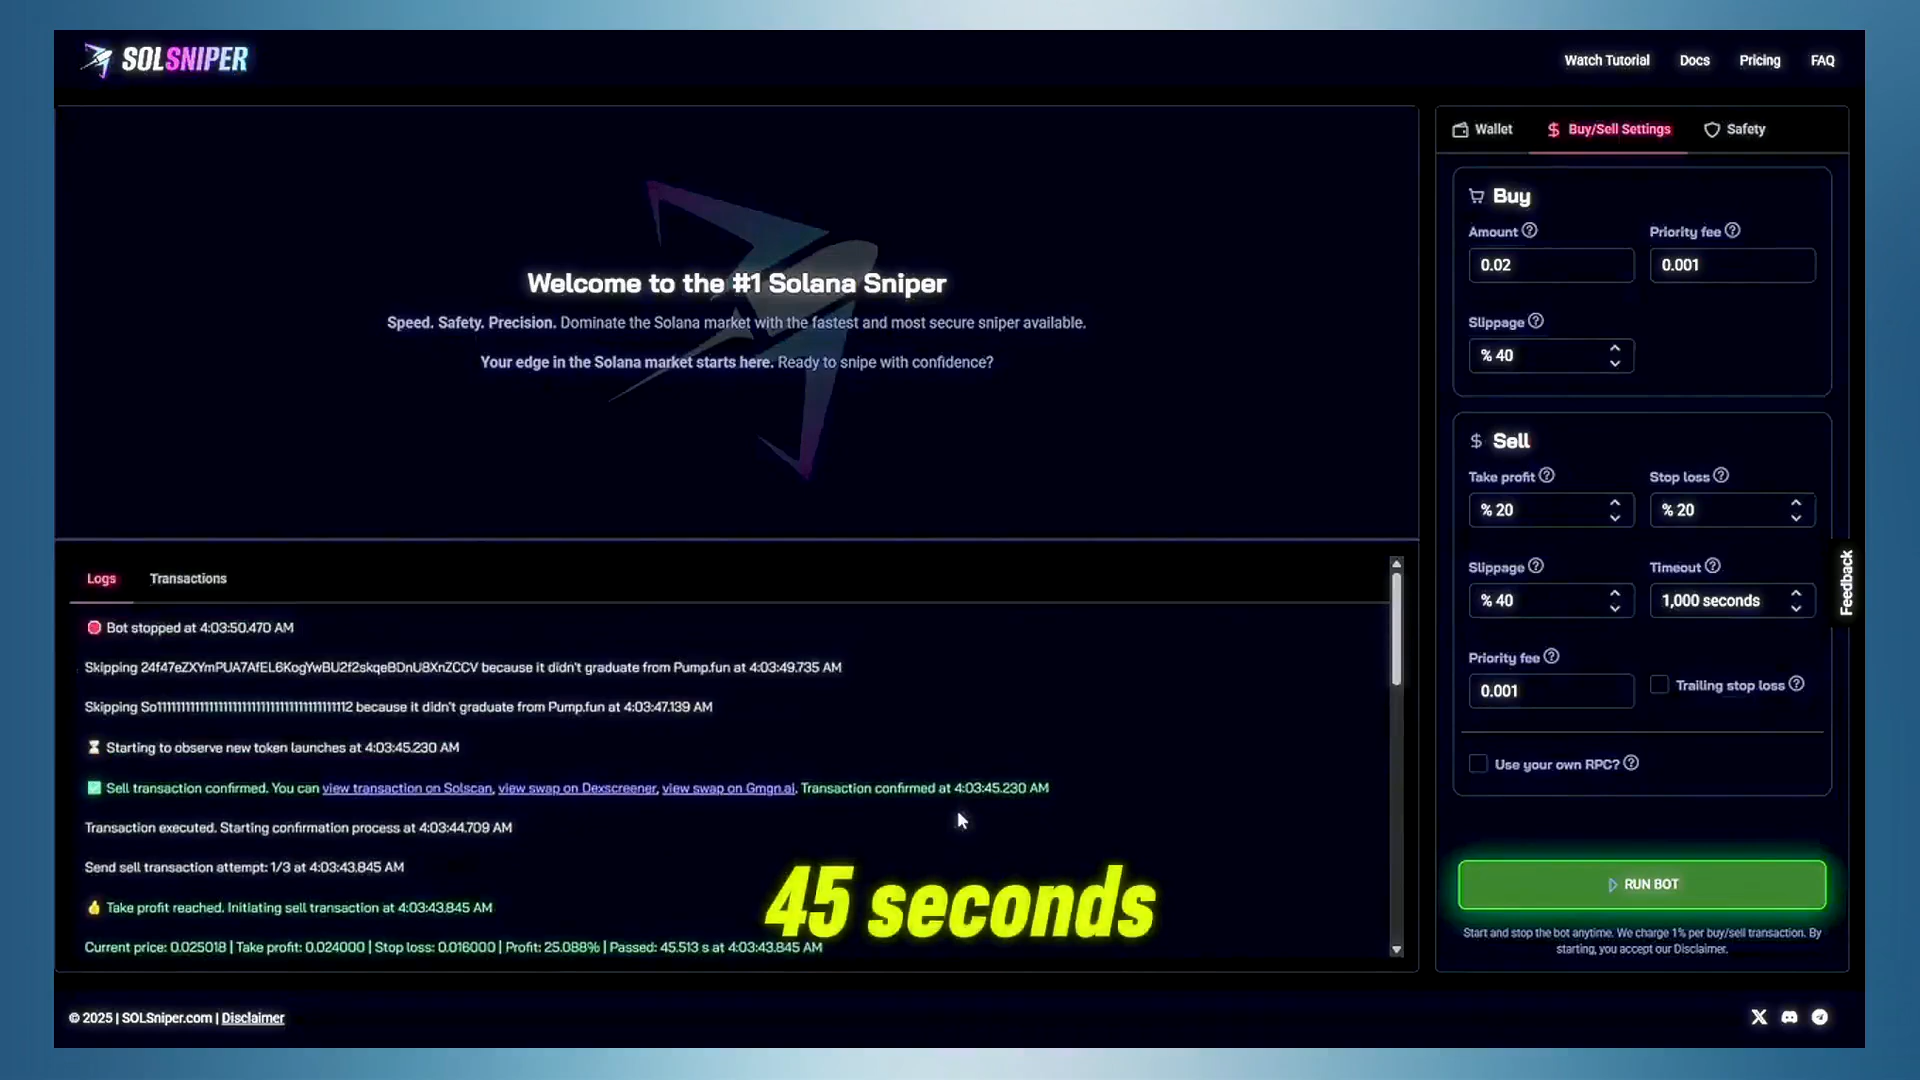 SOLSNIPER
Watch Tutorial
Docs
Pricing
FAQ
Welcome to the #1 Solana Sniper
Speed. Safety. Precision. Dominate the Solana market with the fastest and most secure sniper available.
Your edge in the Solana market starts here. Ready to snipe with confidence?
Logs
Transactions
Bot stopped at 4:03:50.470 AM
Skipping 24f47eZXYmPUA7AfEL6KogYwBU2f2skqeBDnU8XnZCCV because it didn't graduate from Pump.fun at 4:03:49.735 AM
Skipping So11111111111111111111111111111111111111112 because it didn't graduate from Pump.fun at 4:03:47.139 AM
Starting to observe new token launches at 4:03:45.230 AM
Sell transaction confirmed. You can view transaction on Solscan, view swap on Dexscreener, view swap on Gmgn.ai. Transaction confirmed at 4:03:45.230 AM
Transaction executed. Starting confirmation process at 4:03:44.709 AM
Send sell transaction attempt: 1/3 at 4:03:43.845 AM
Take profit reached. Initiating sell transaction at 4:03:43.845 AM
Current price: 0.025018 | Take profit: 0.024000 | Stop loss: 0.016000 | Profit: 25.088% | Passed: 45.513 s at 4:03:43.845 AM
45 seconds
Wallet
Buy/Sell Settings
Safety
Buy
Amount
Priority fee
0.02
0.001
Slippage
% 40
Sell
Take profit
Stop loss
% 20
% 20
Slippage
Timeout
% 40
1,000 seconds
Priority fee
0.001
Trailing stop loss
Use your own RPC?
RUN BOT
Start and stop the bot anytime. We charge 1% per buy/sell transaction. By
starting, you accept our Disclaimer.
Feedback
© 2025 | SOLSniper.com | Disclaimer